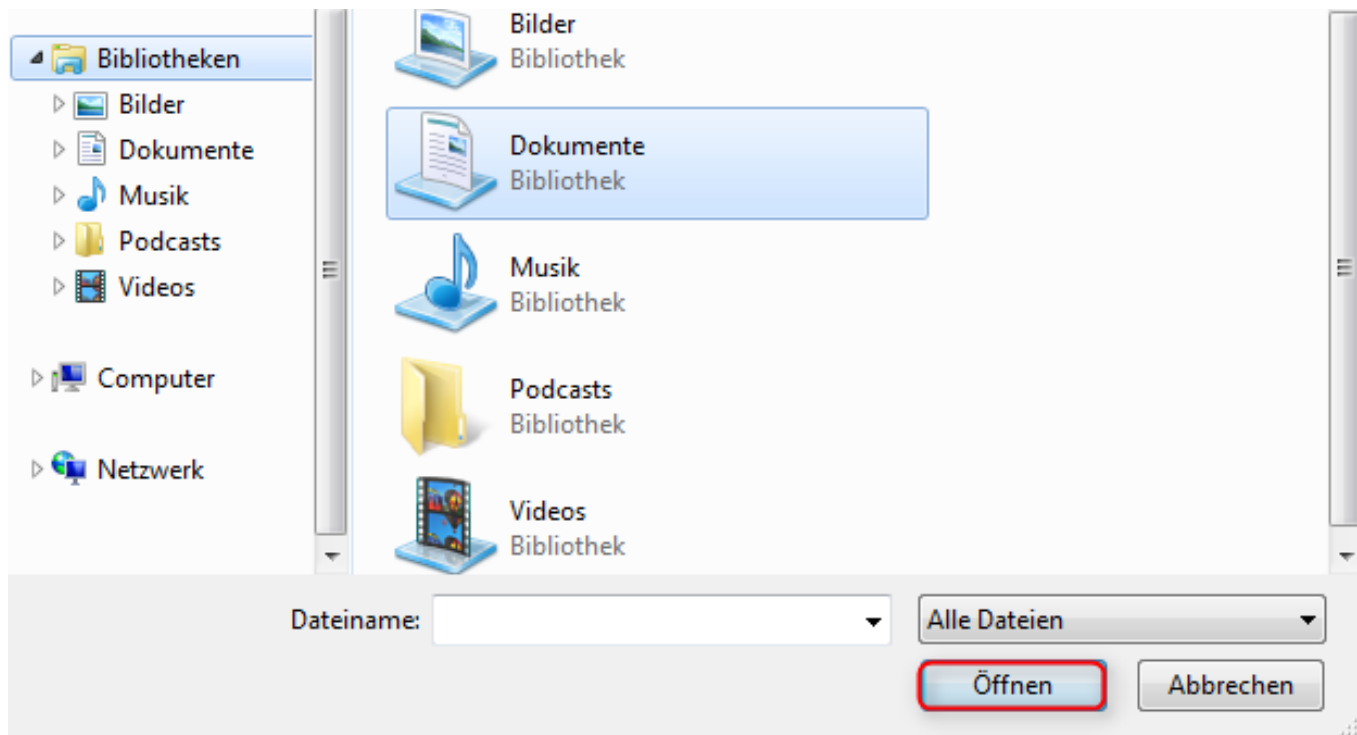 Bibliotheken
Bilder
Dokumente
Musik
Podcasts
Videos
Computer
Netzwerk
Bilder
Bibliothek
Dokumente
Bibliothek
Musik
Bibliothek
Podcasts
Bibliothek
Videos
Bibliothek
Dateiname:
Alle Dateien
Öffnen
Abbrechen